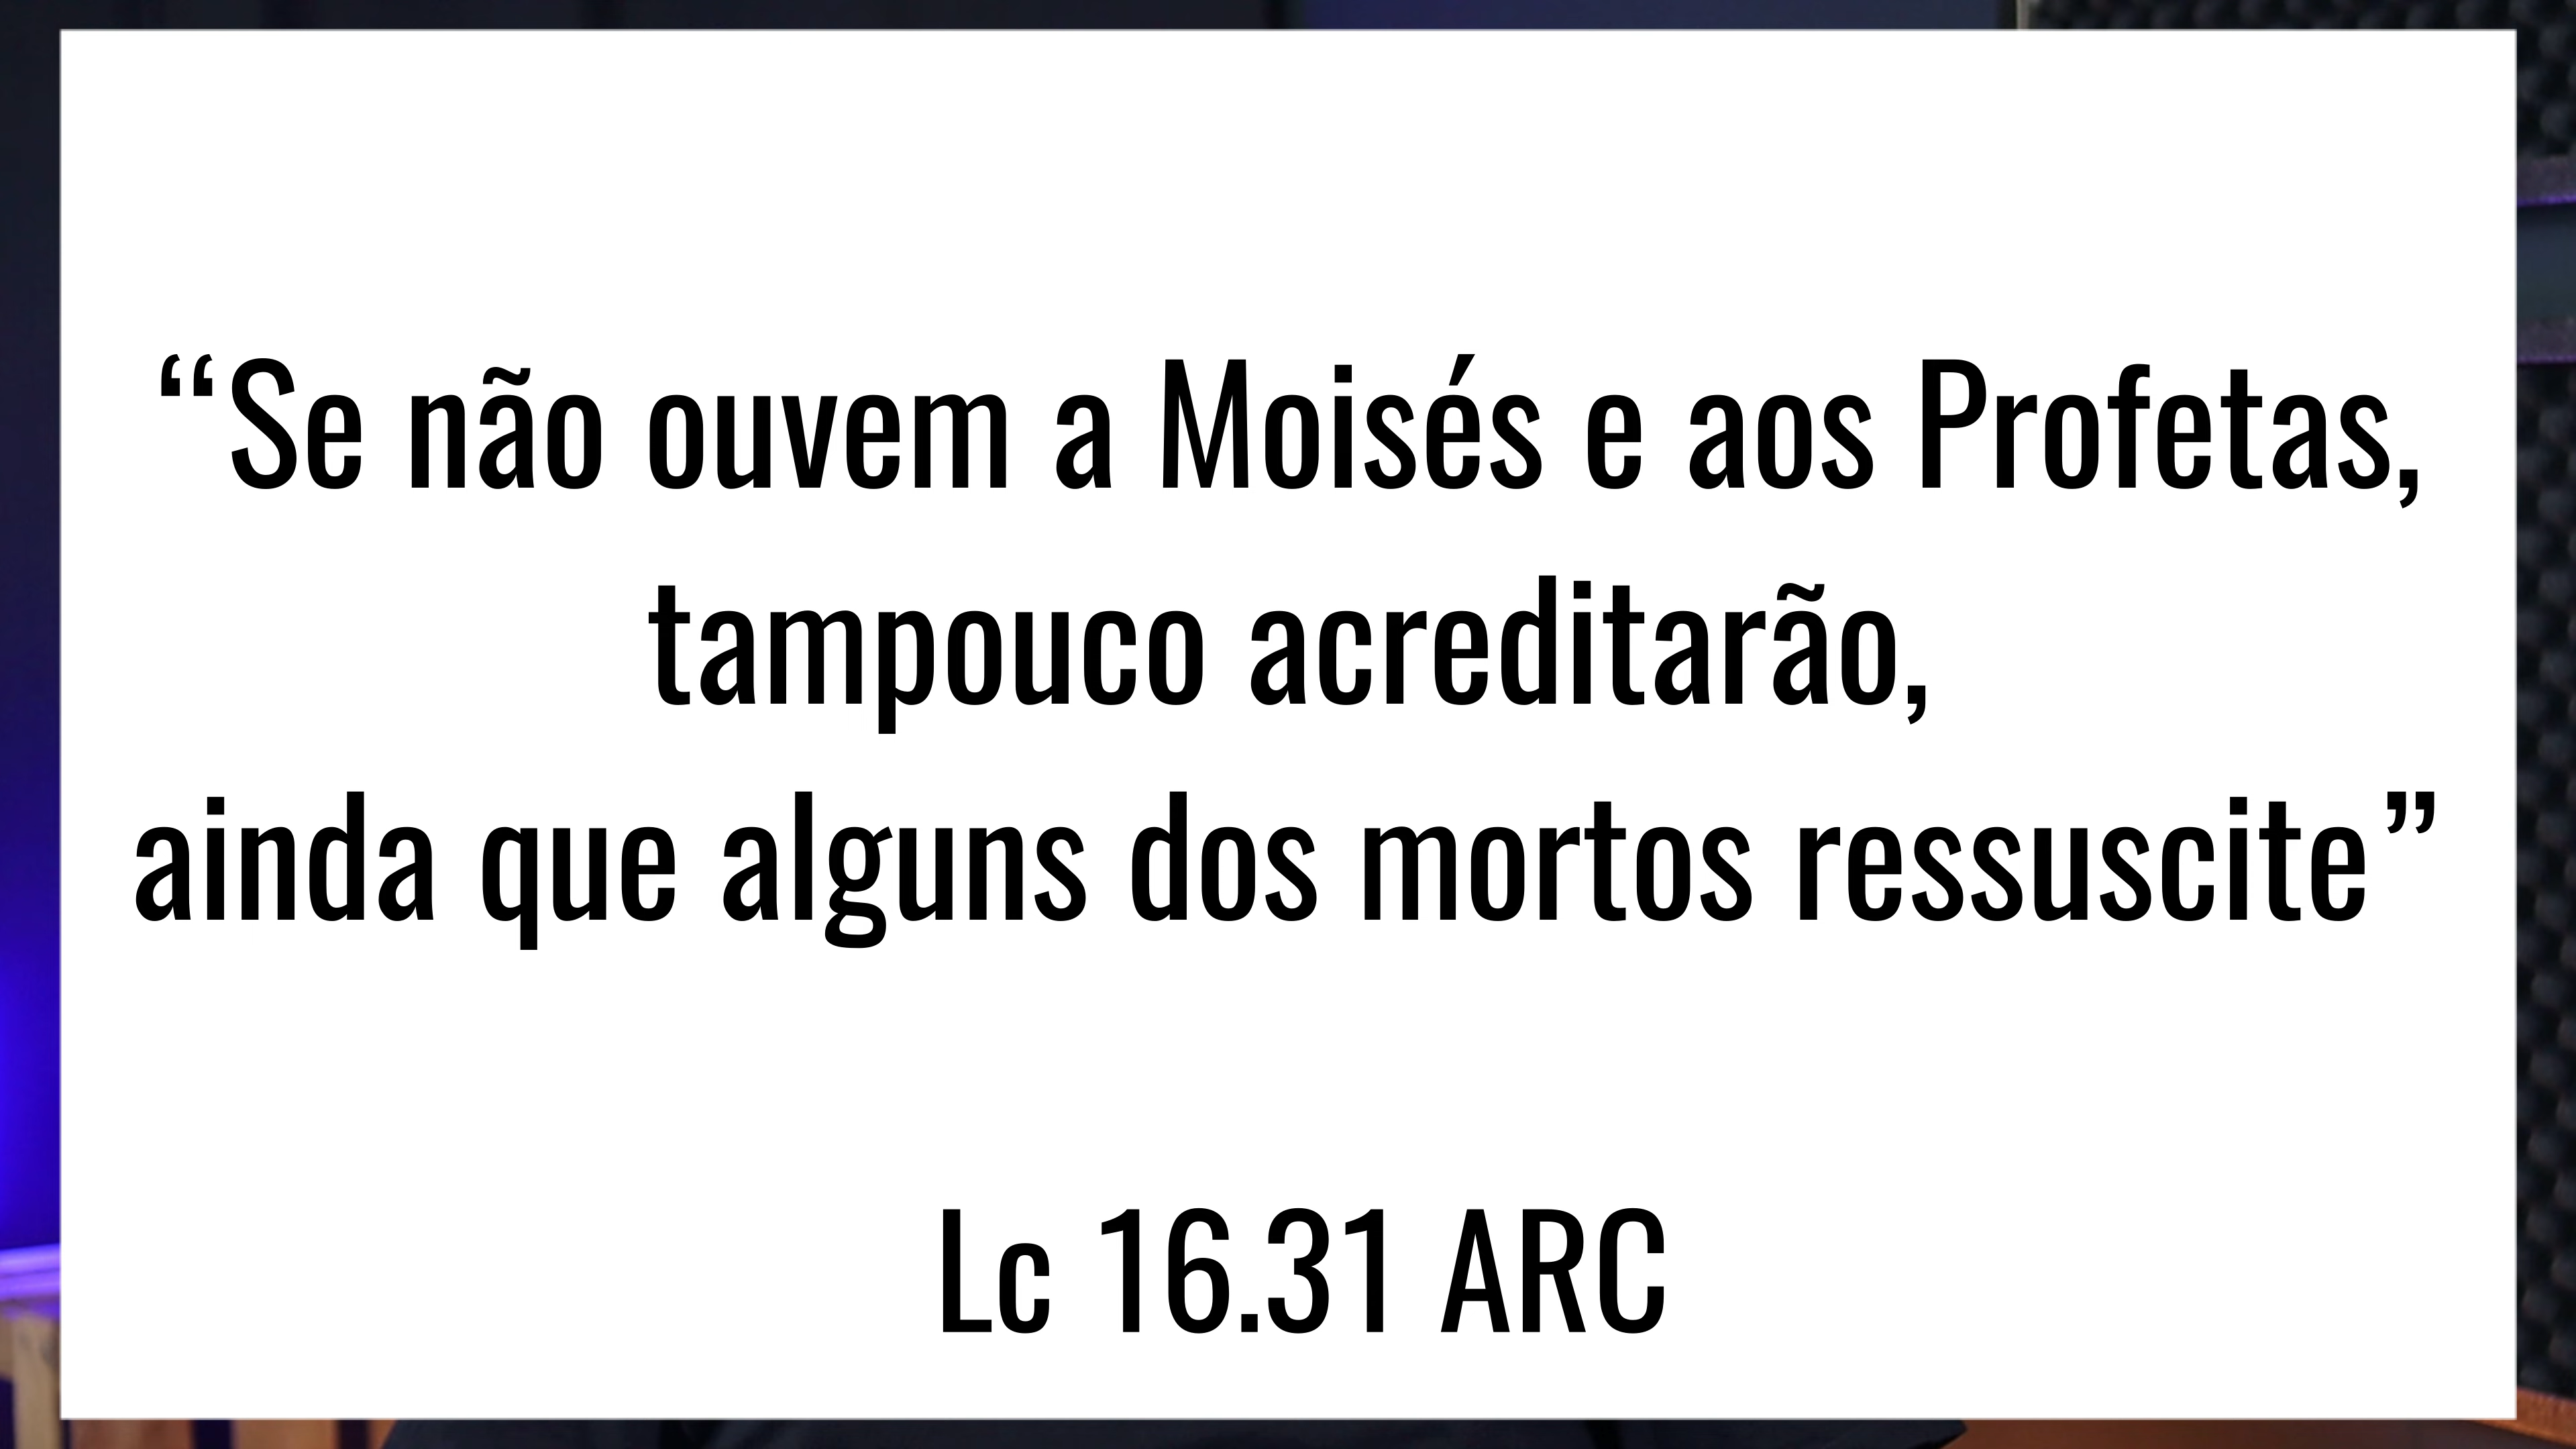 “Se não ouvem a Moisés e aos Profetas,
tampouco acreditarão,
ainda que alguns dos mortos ressuscite”
Lc 16.31 ARC